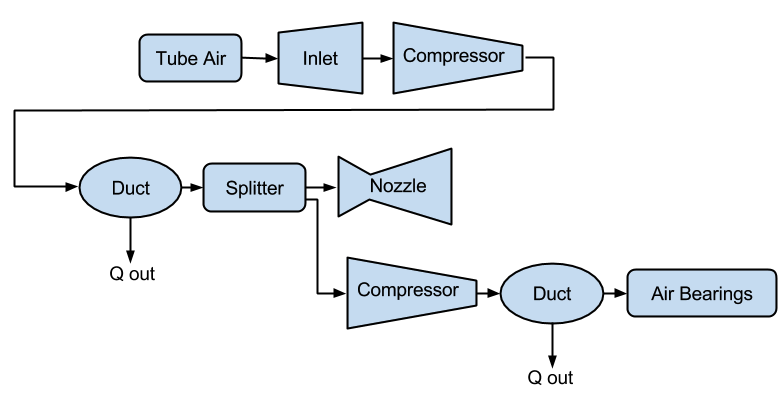 Tube Air
Inlet
Compressor
Duct
Splitter
Nozzle
Q out
Compressor
Duct
Air Bearings
Q out